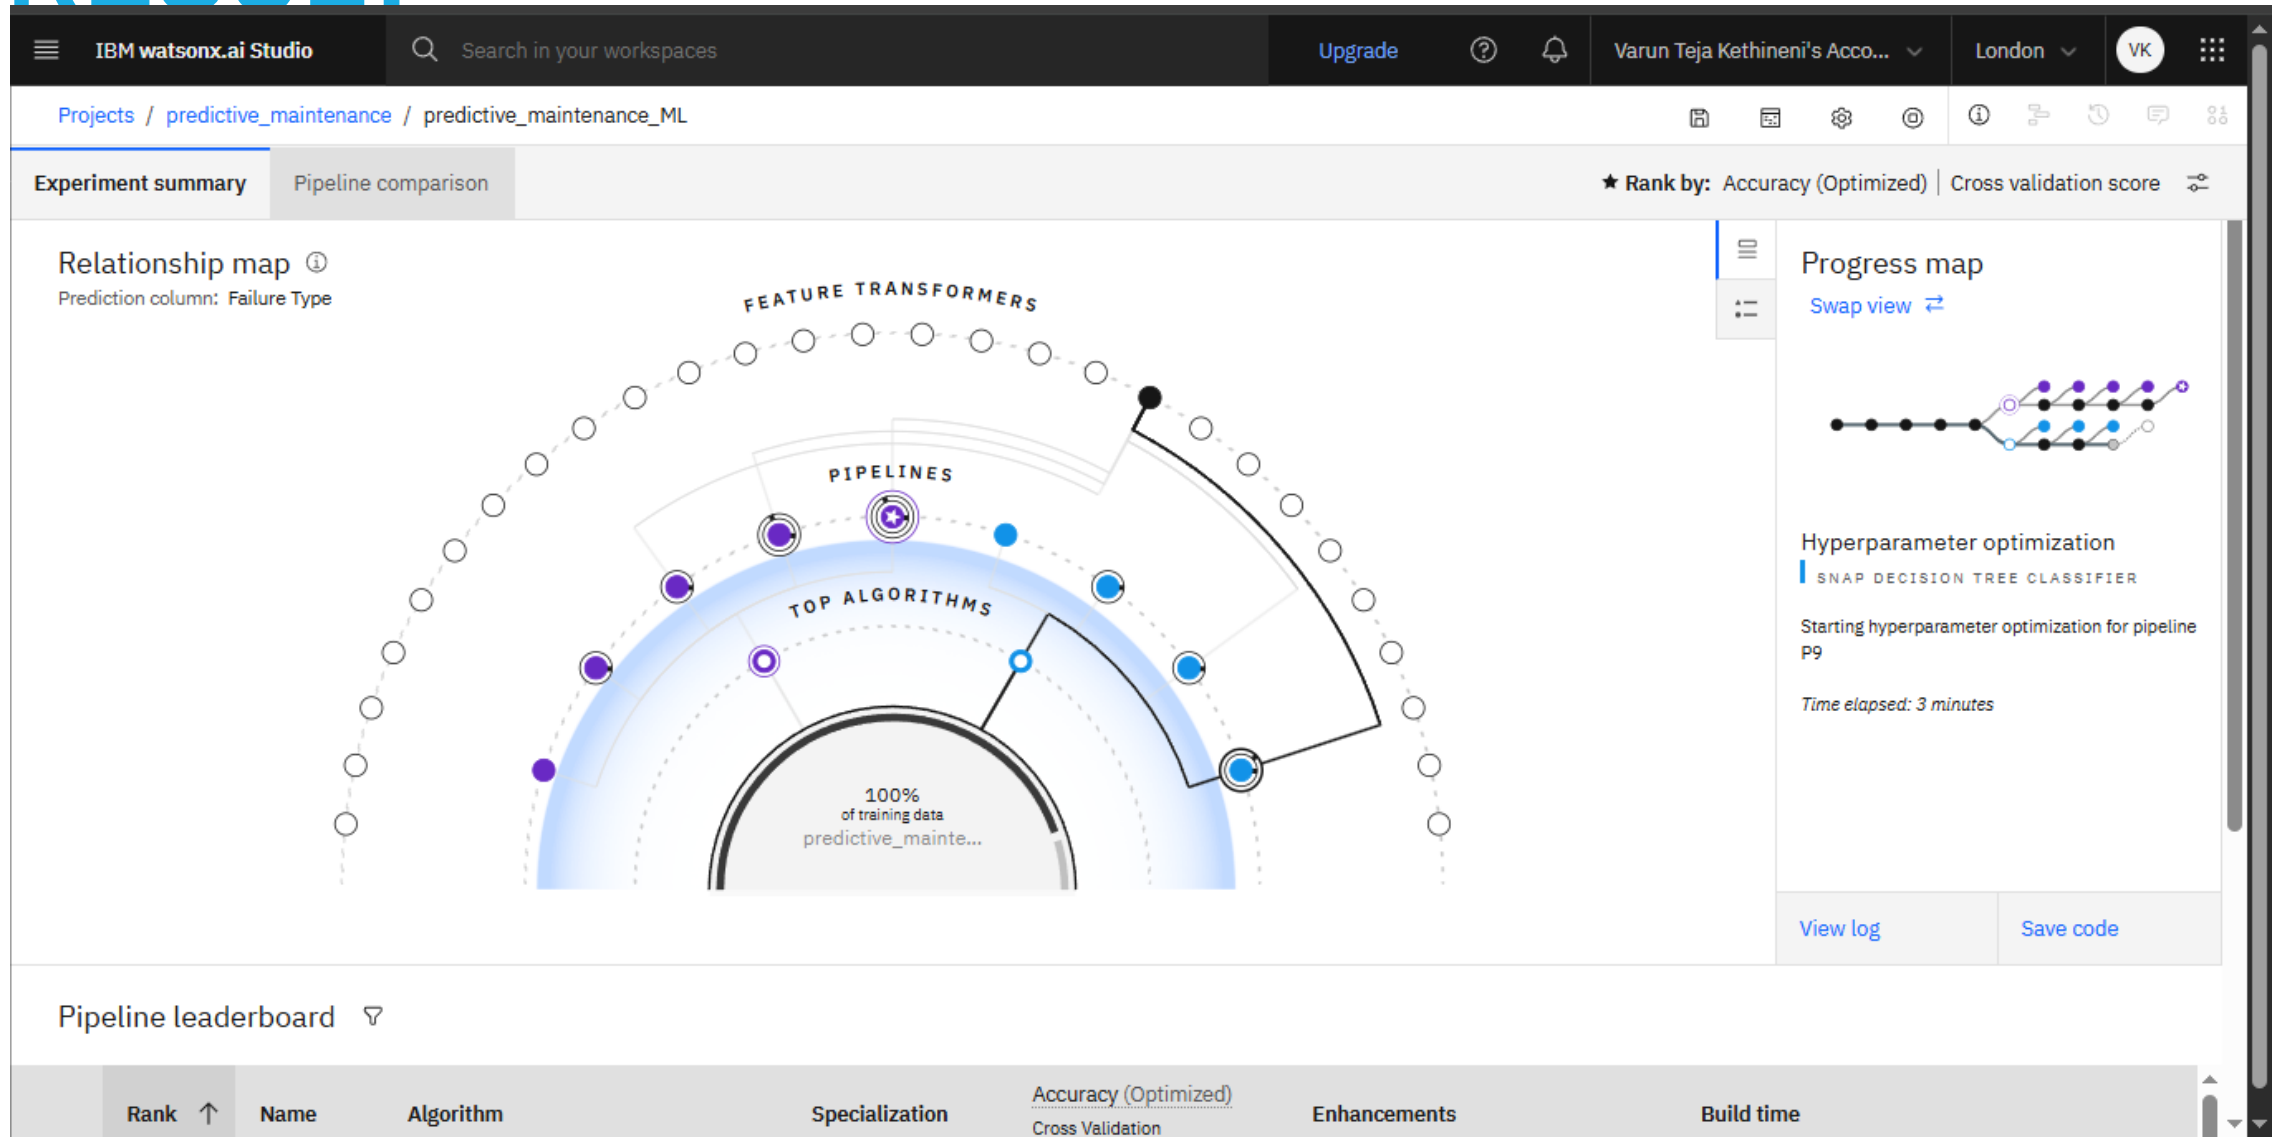 IBM watsonx.ai Studio
Search in your workspaces
Upgrade
Varun Teja Kethineni's Acco...
London
VK
Projects / predictive_maintenance / predictive_maintenance_ML
Experiment summary
Pipeline comparison
Rank by: Accuracy (Optimized) | Cross validation score
Relationship map
Prediction column: Failure Type
FEATURE TRANSFORMERS
PIPELINES
TOP ALGORITHMS
100%
of training data
predictive_mainte...
Progress map
Swap view
Hyperparameter optimization
SNAP DECISION TREE CLASSIFIER
Starting hyperparameter optimization for pipeline
P9
Time elapsed: 3 minutes
View log
Save code
Pipeline leaderboard
Rank
Name
Algorithm
Specialization
Accuracy (Optimized)
Cross Validation
Enhancements
Build time